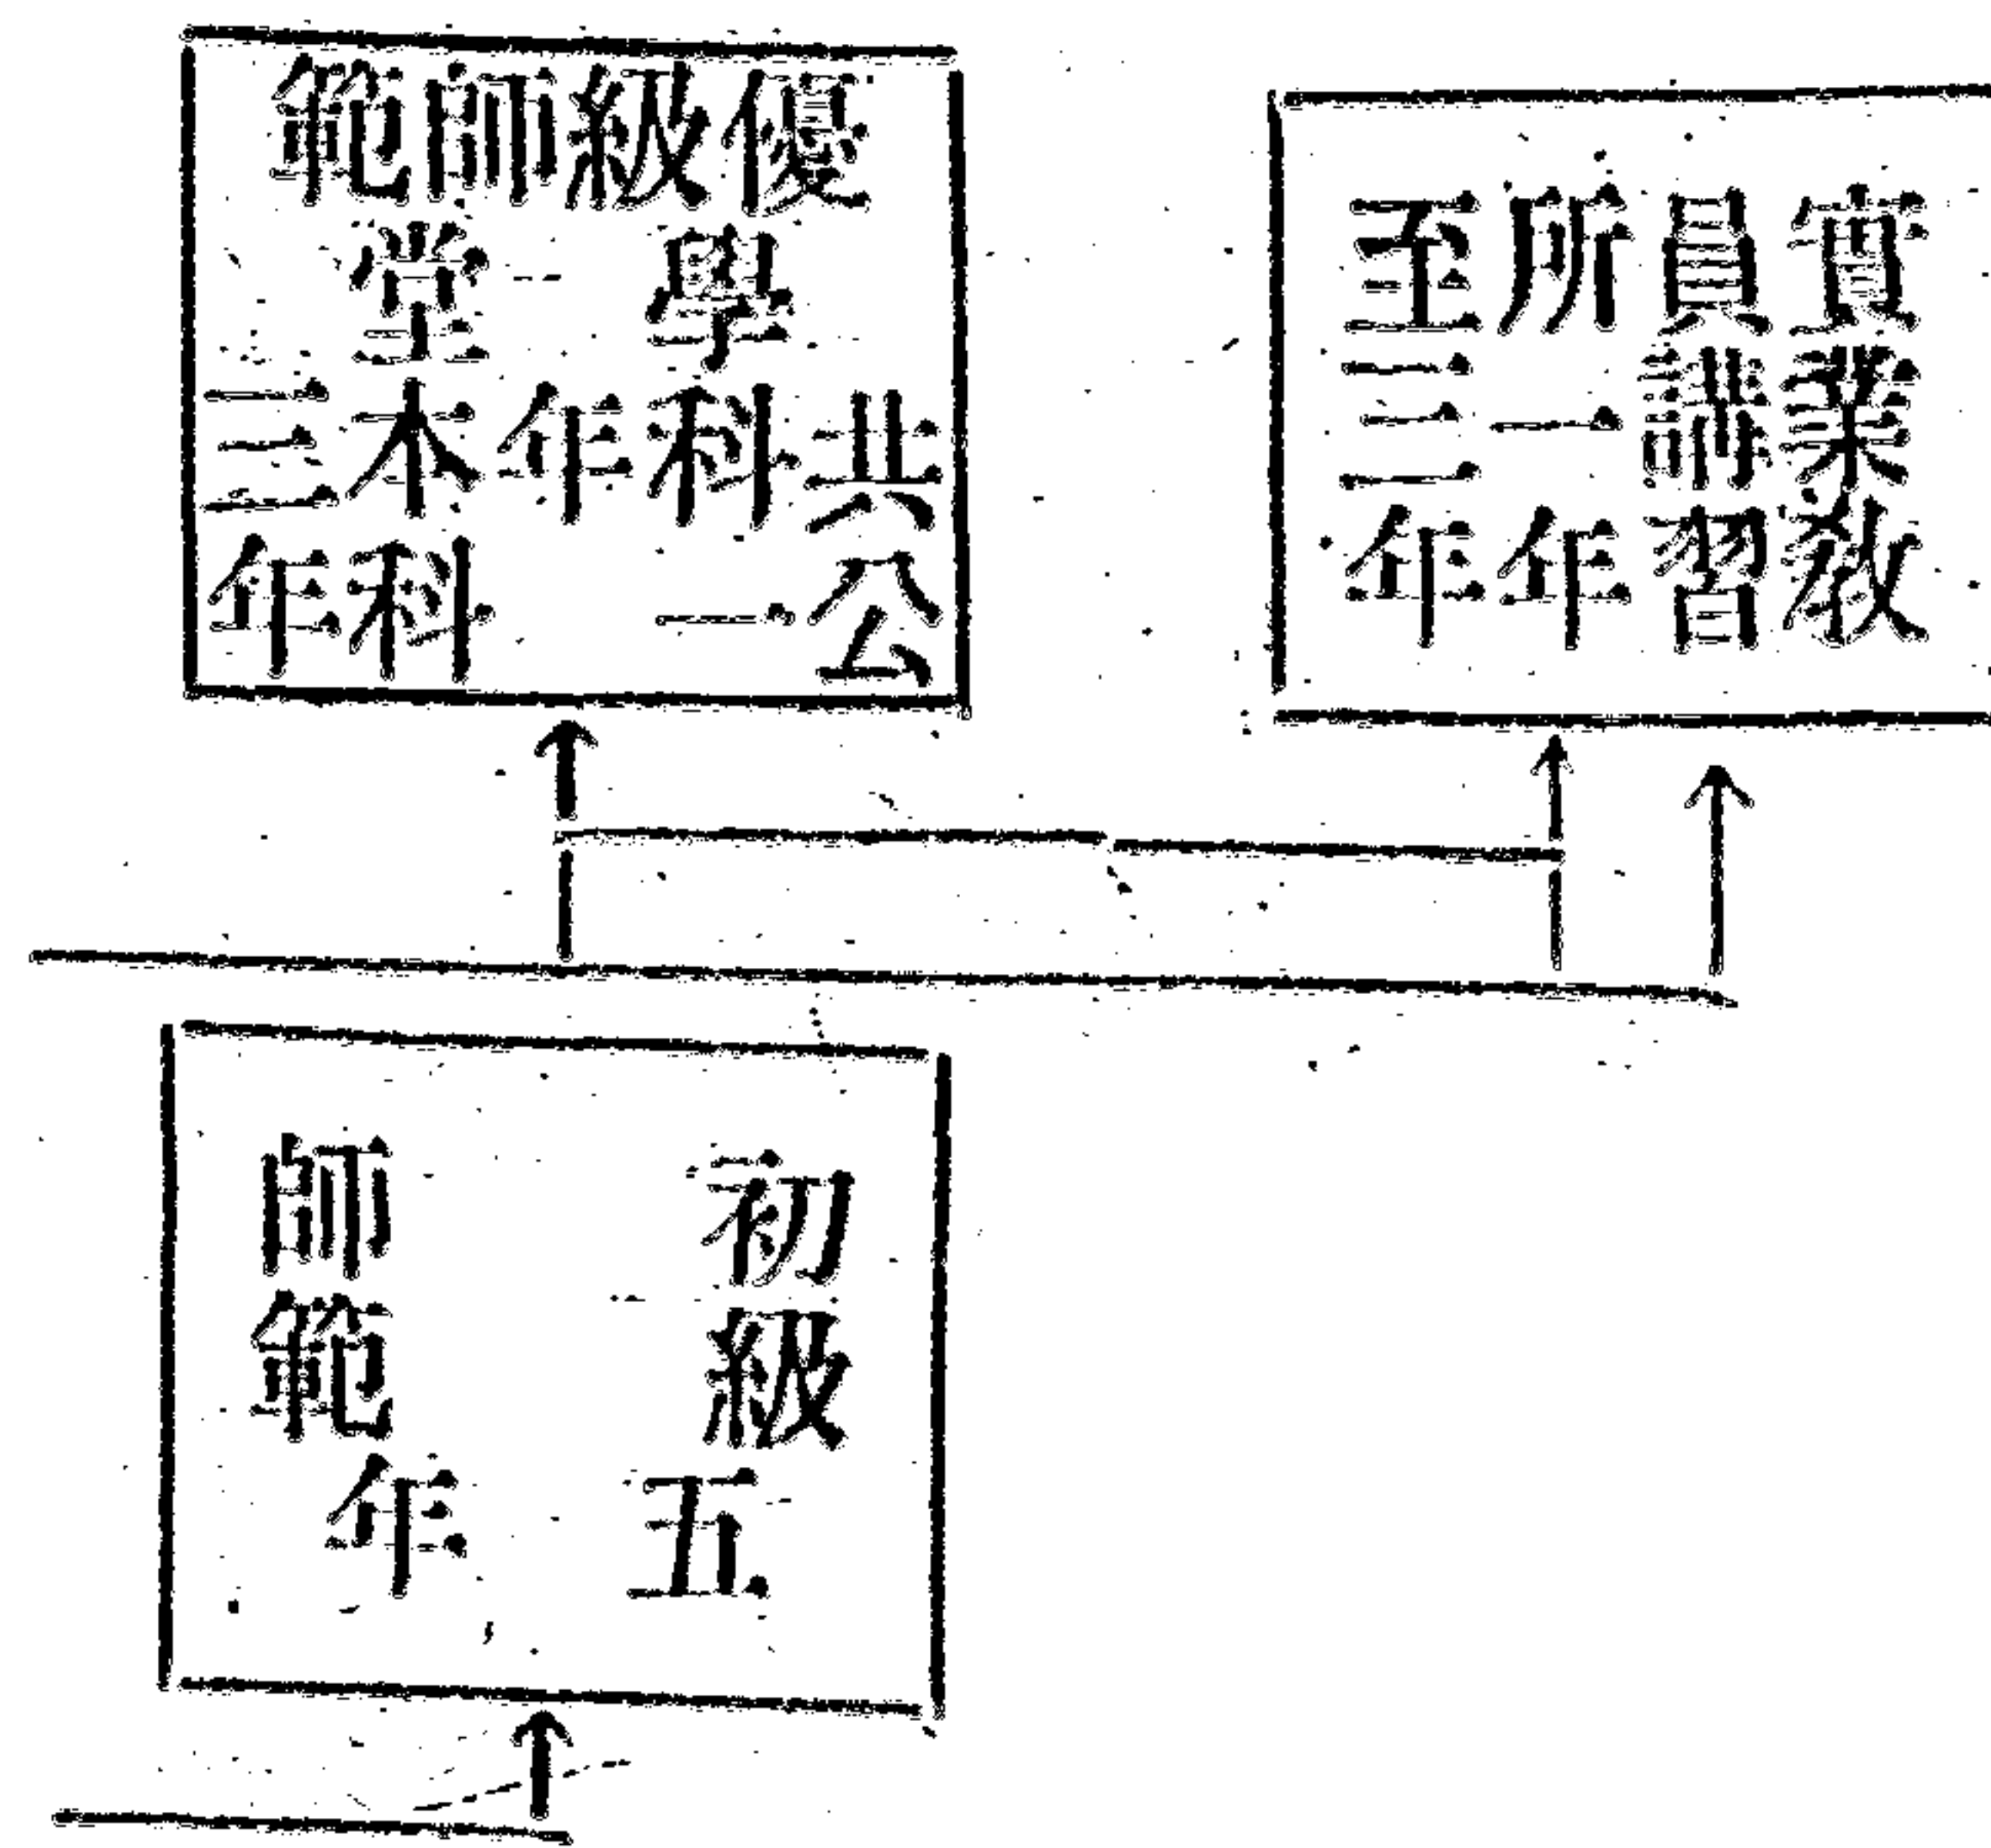 實業教
員講習
所一年
至三年
優級師範
學堂
共公
科一
年
本科
三年
初級
師範
五年